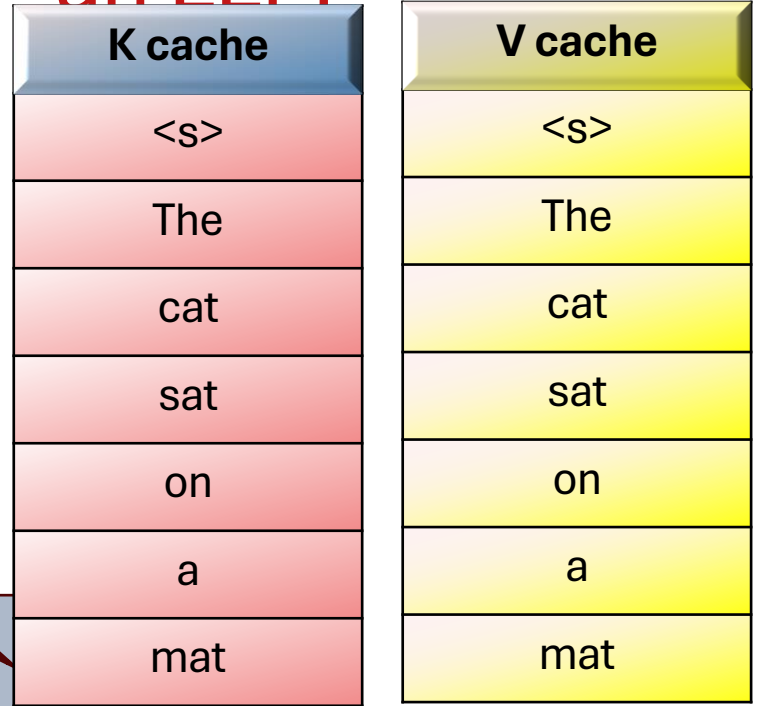 K cache
<s>
The
cat
sat
on
a
mat
V cache
<s>
The
cat
sat
on
a
mat